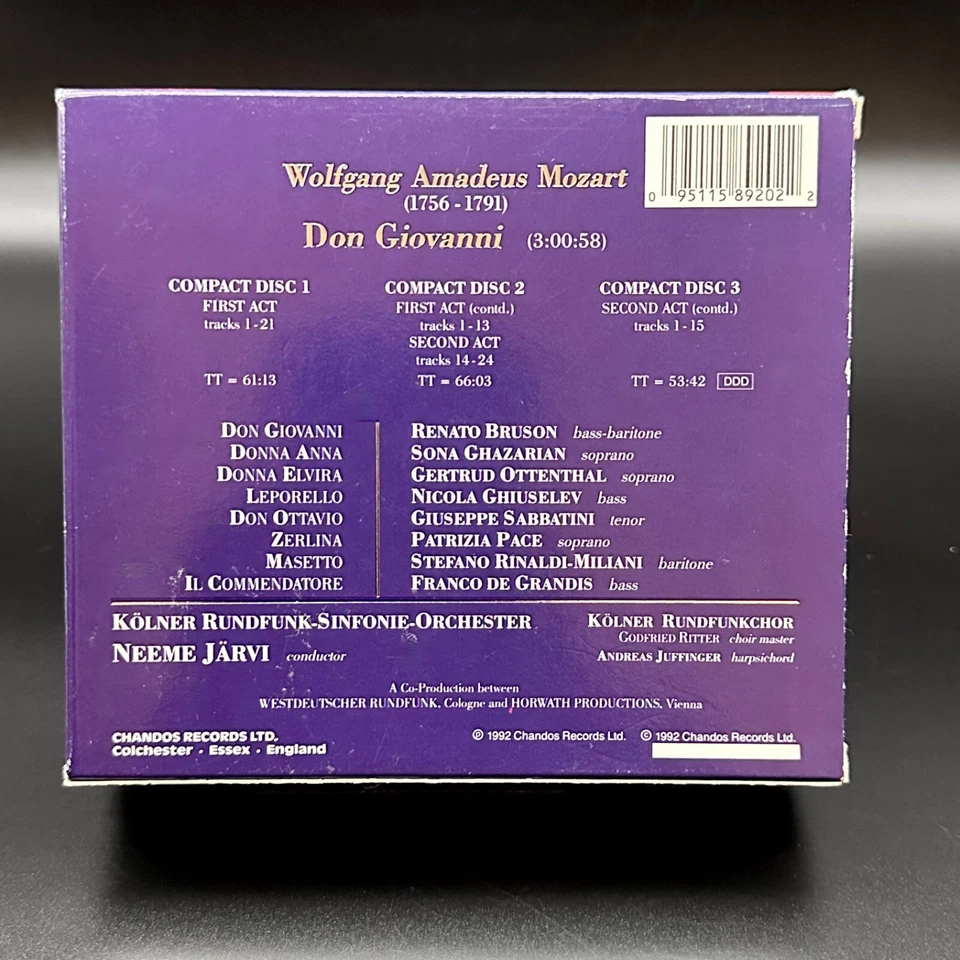 0 95115 89202 2
Wolfgang Amadeus Mozart
(1756 - 1791)
Don Giovanni (3:00:58)
COMPACT DISC 1
FIRST ACT
tracks 1-21
TT = 61:13
COMPACT DISC 2
FIRST ACT (contd.)
tracks 1-13
SECOND ACT
tracks 14-24
TT = 66:03
COMPACT DISC 3
SECOND ACT (contd.)
tracks 1-15
TT = 53:42 DDD
DON GIOVANNI RENATO BRUSON bass-baritone
DONNA ANNA SONA GHAZARIAN soprano
DONNA ELVIRA GERTRUD OTTENTHAL soprano
LEPORELLO NICOLA GHIUSELEV bass
DON OTTAVIO GIUSEPPE SABBATINI tenor
ZERLINA PATRIZIA PACE soprano
MASETTO STEFANO RINALDI-MILIANI baritone
IL COMMENDATORE FRANCO DE GRANDIS bass
KÖLNER RUNDFUNK-SINFONIE-ORCHESTER
NEEME JÄRVI conductor
KÖLNER RUNDFUNKCHOR
GODFRIED RITTER choir master
ANDREAS JUFFINGER harpsichord
A Co-Production between
WESTDEUTSCHER RUNDFUNK, Cologne and HORWATH PRODUCTIONS, Vienna
CHANDOS RECORDS LTD.
Colchester . Essex . England
℗ 1992 Chandos Records Ltd. © 1992 Chandos Records Ltd.